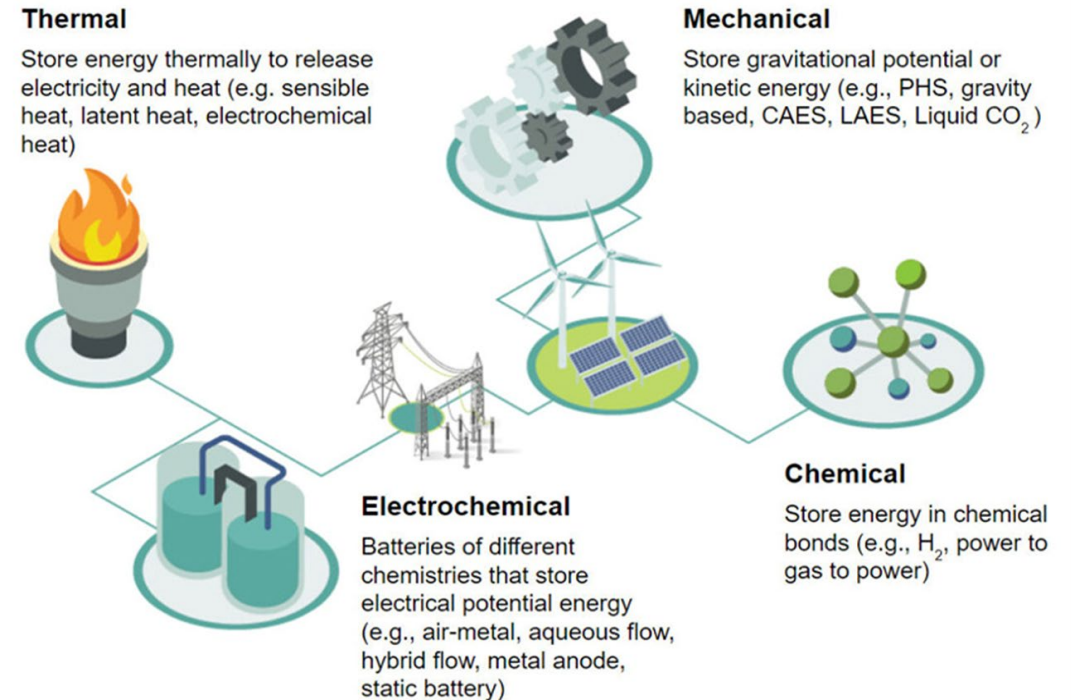 Thermal
Store energy thermally to release
electricity and heat (e.g. sensible
heat, latent heat, electrochemical
heat)
Mechanical
Store gravitational potential or
kinetic energy (e.g., PHS, gravity
based, CAES, LAES, Liquid CO₂)
Electrochemical
Batteries of different
chemistries that store
electrical potential energy
(e.g., air-metal, aqueous flow,
hybrid flow, metal anode,
static battery)
Chemical
Store energy in chemical
bonds (e.g., H₂, power to
gas to power)